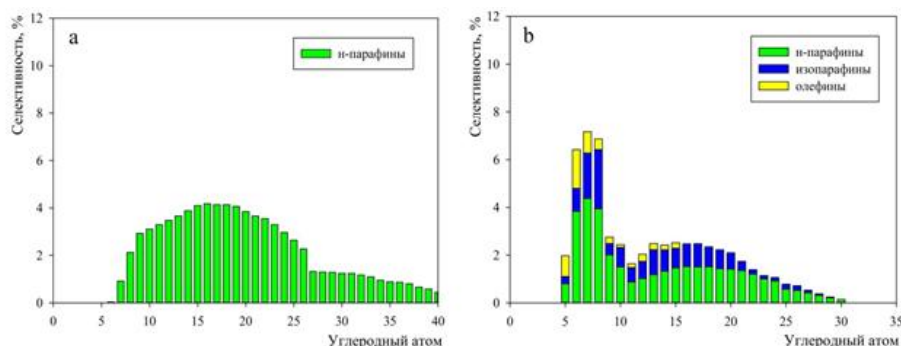 a
Селективность, %
12
10
8
6
4
2
0
н-парафины
0 5 10 15 20 25 30 35 40
Углеродный атом
b
Селективность, %
12
10
8
6
4
2
0
н-парафины
изопарафины
олефины
0 5 10 15 20 25 30 35
Углеродный атом